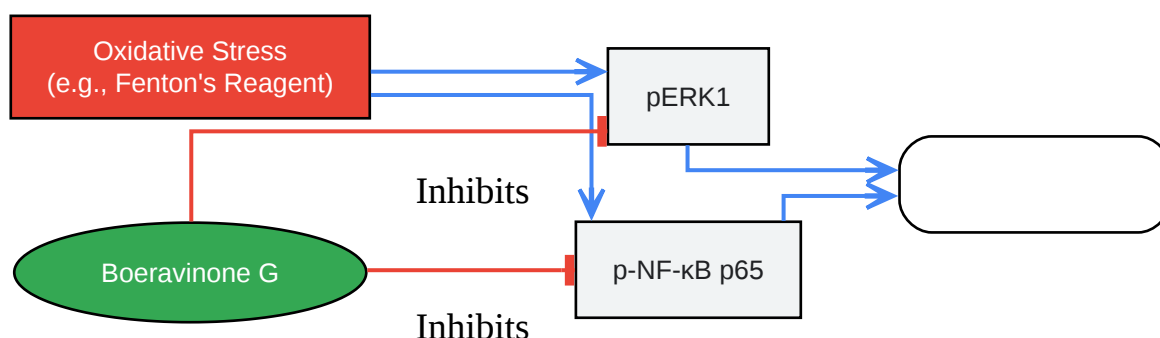 Oxidative Stress
(e.g., Fenton's Reagent)
pERK1
Inhibits
Boeravinone G
p-NF-κB p65
Inhibits